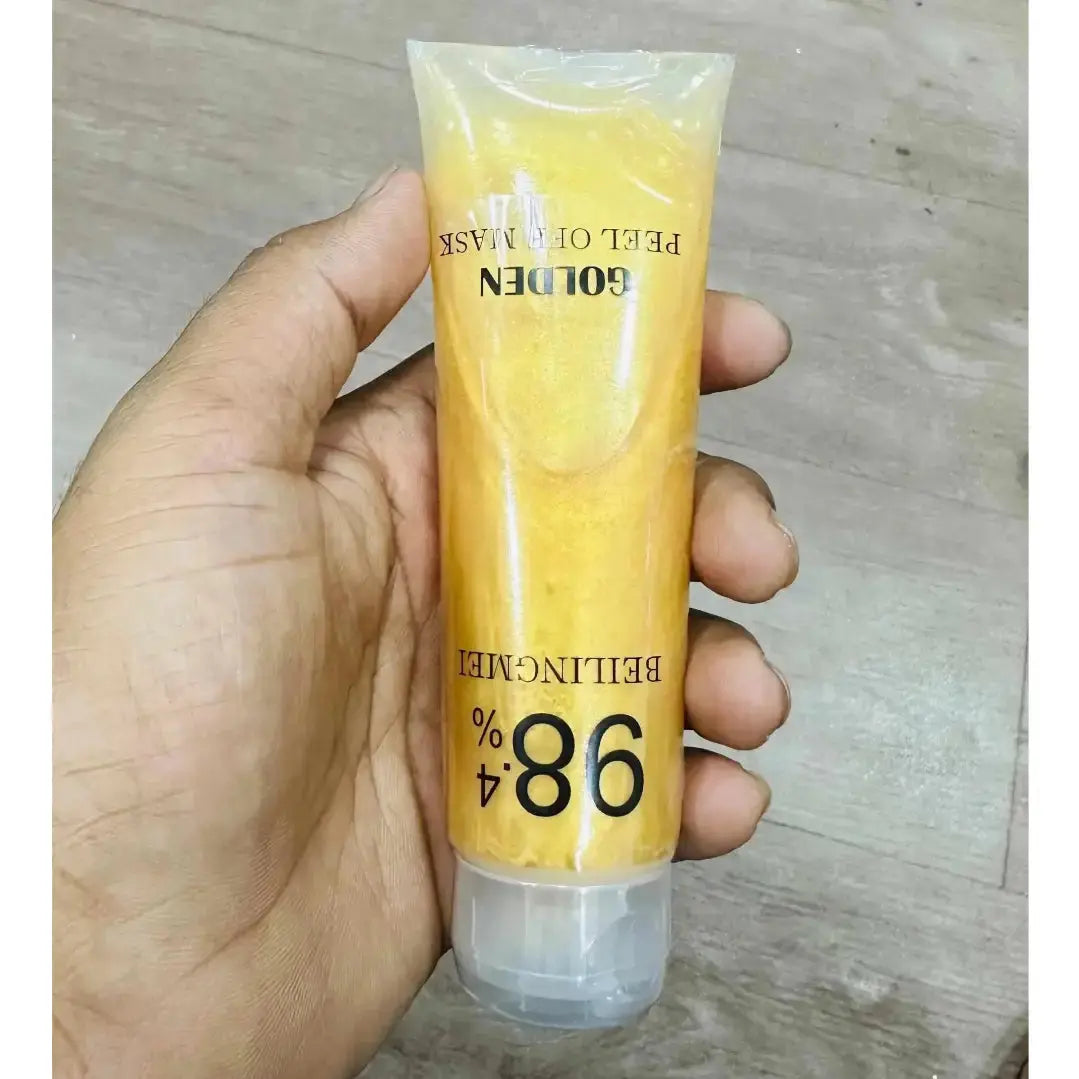 98.4%
BEILINGMEI
GOLDEN
PEEL OFF MASK